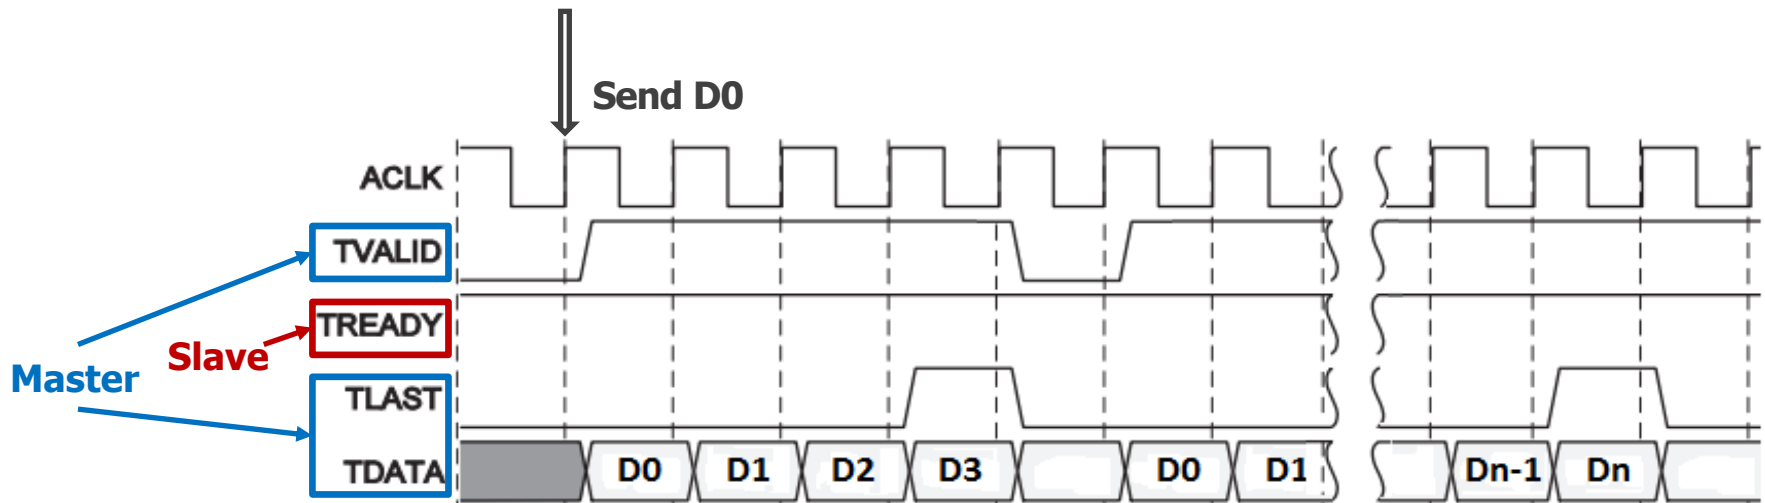 Send D0
ACLK
TVALID
TREADY
Slave
Master
TLAST
TDATA D0 D1 D2 D3 D0 D1 Dn-1 Dn